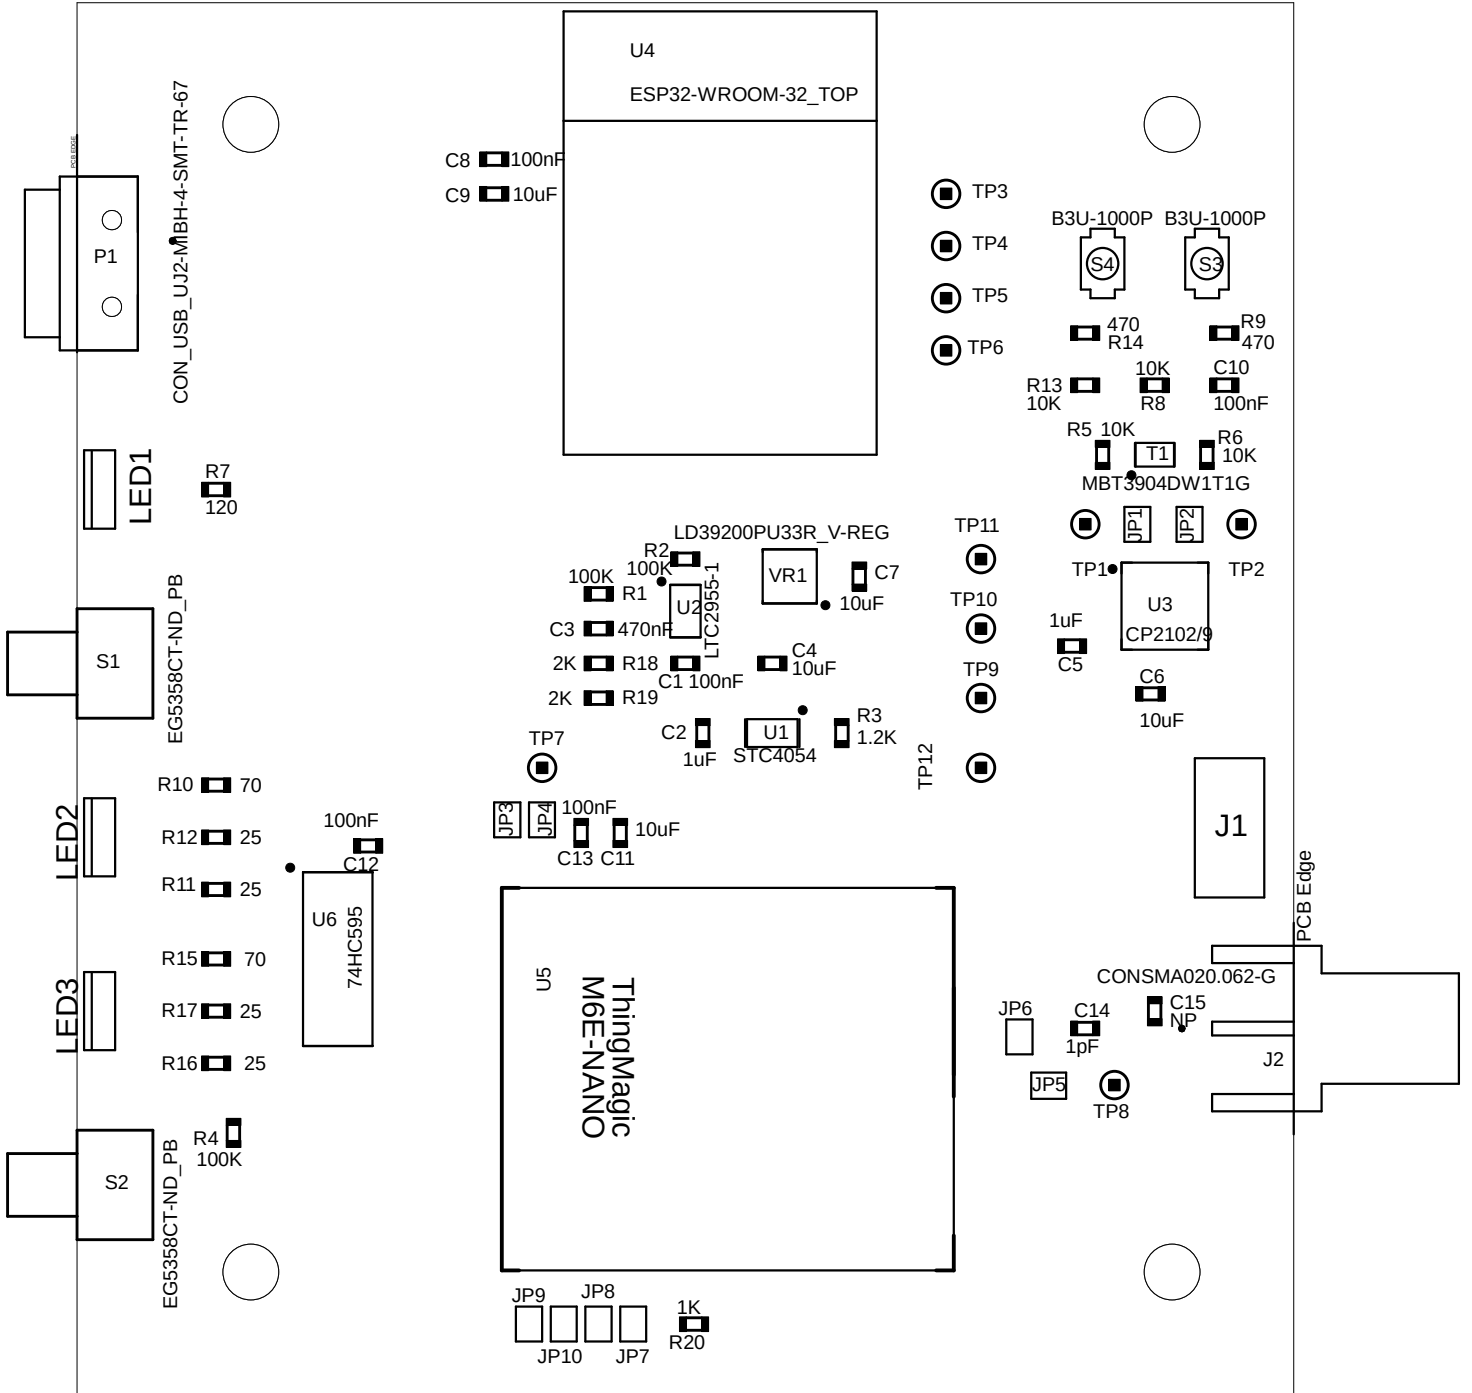 U4
ESP32-WROOM-32_TOP
PCB EDGE
CON_USB_UJ2-MIBH-4-SMT-TR-67
P1
C8 100nF
C9 10uF
TP3
TP4
TP5
TP6
B3U-1000P B3U-1000P
S4 S3
470
R14
R9
470
R13
10K
10K
R8
C10
100nF
R5 10K
T1
R6
10K
MBT3904DW1T1G
JP1
JP2
TP1
TP2
LED1
R7
120
LD39200PU33R_V-REG
R2
100K
VR1
C7
10uF
TP11
100K
R1
U2
LTC2955-1
TP10
U3
CP2102/9
C3 470nF
1uF
C5
EG5358CT-ND_PB
S1
2K R18
C1 100nF
C4
10uF
TP9
C6
10uF
2K R19
C2
1uF
U1
STC4054
R3
1.2K
TP7
TP12
R10 70
JP3
JP4
100nF
C13
10uF
C11
J1
LED2
R12 25
100nF
C12
R11 25
U6
74HC595
PCB Edge
R15 70
LED3
R17 25
R16 25
U5
ThingMagic
M6E-NANO
CONSMA020.062-G
JP6
C14
1pF
C15
NP
J2
JP5
TP8
R4
100K
S2
EG5358CT-ND_PB
JP9
JP8
JP10
JP7
1K
R20